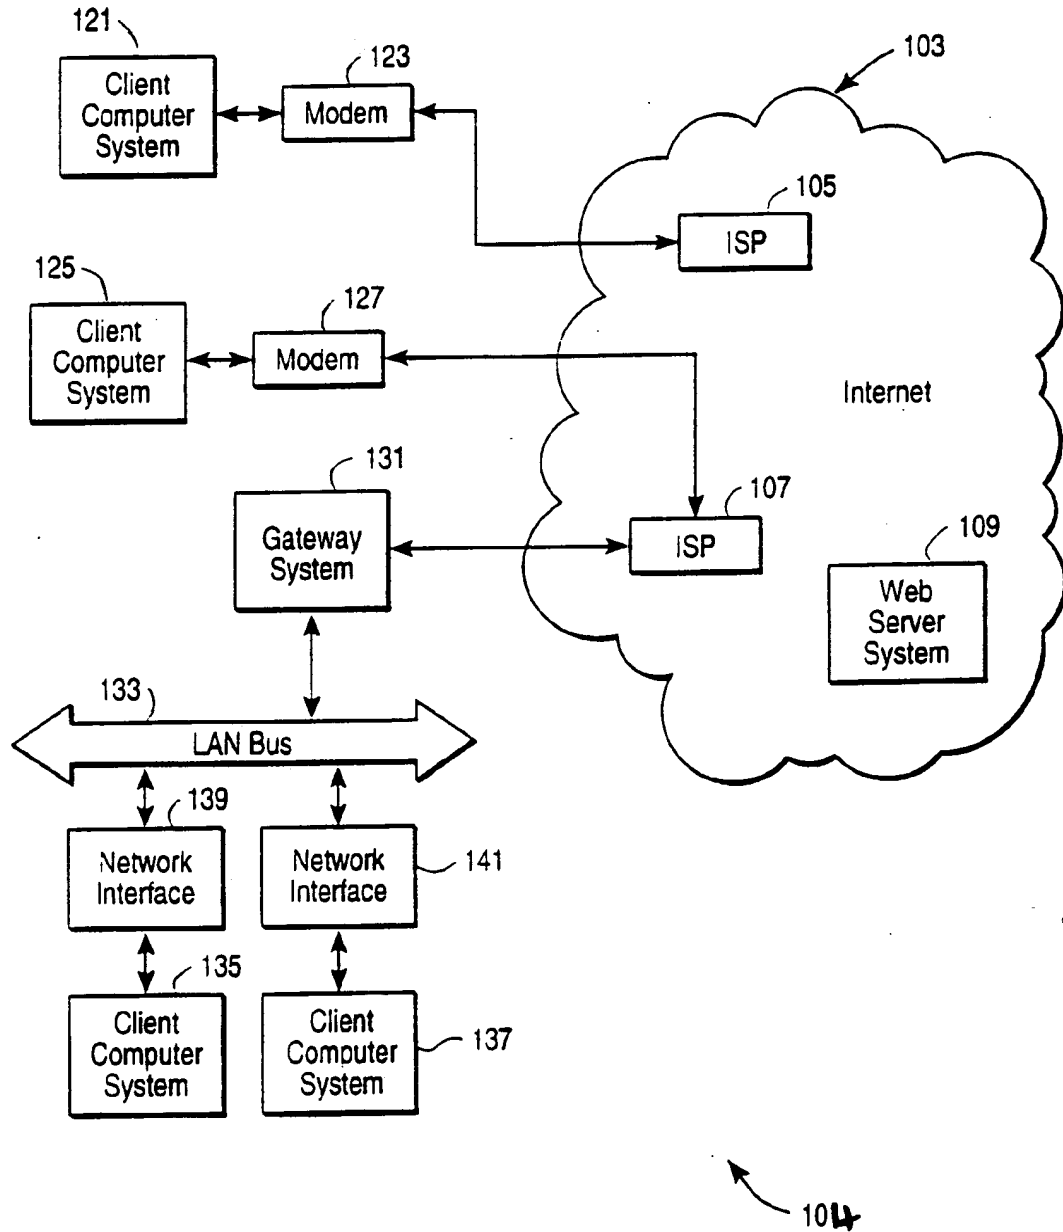 121
Client
Computer
System
123
Modem
103
105
ISP
125
Client
Computer
System
127
Modem
Internet
131
Gateway
System
107
ISP
109
Web
Server
System
133
LAN Bus
139
Network
Interface
Network
Interface
141
135
Client
Computer
System
Client
Computer
System
137
104